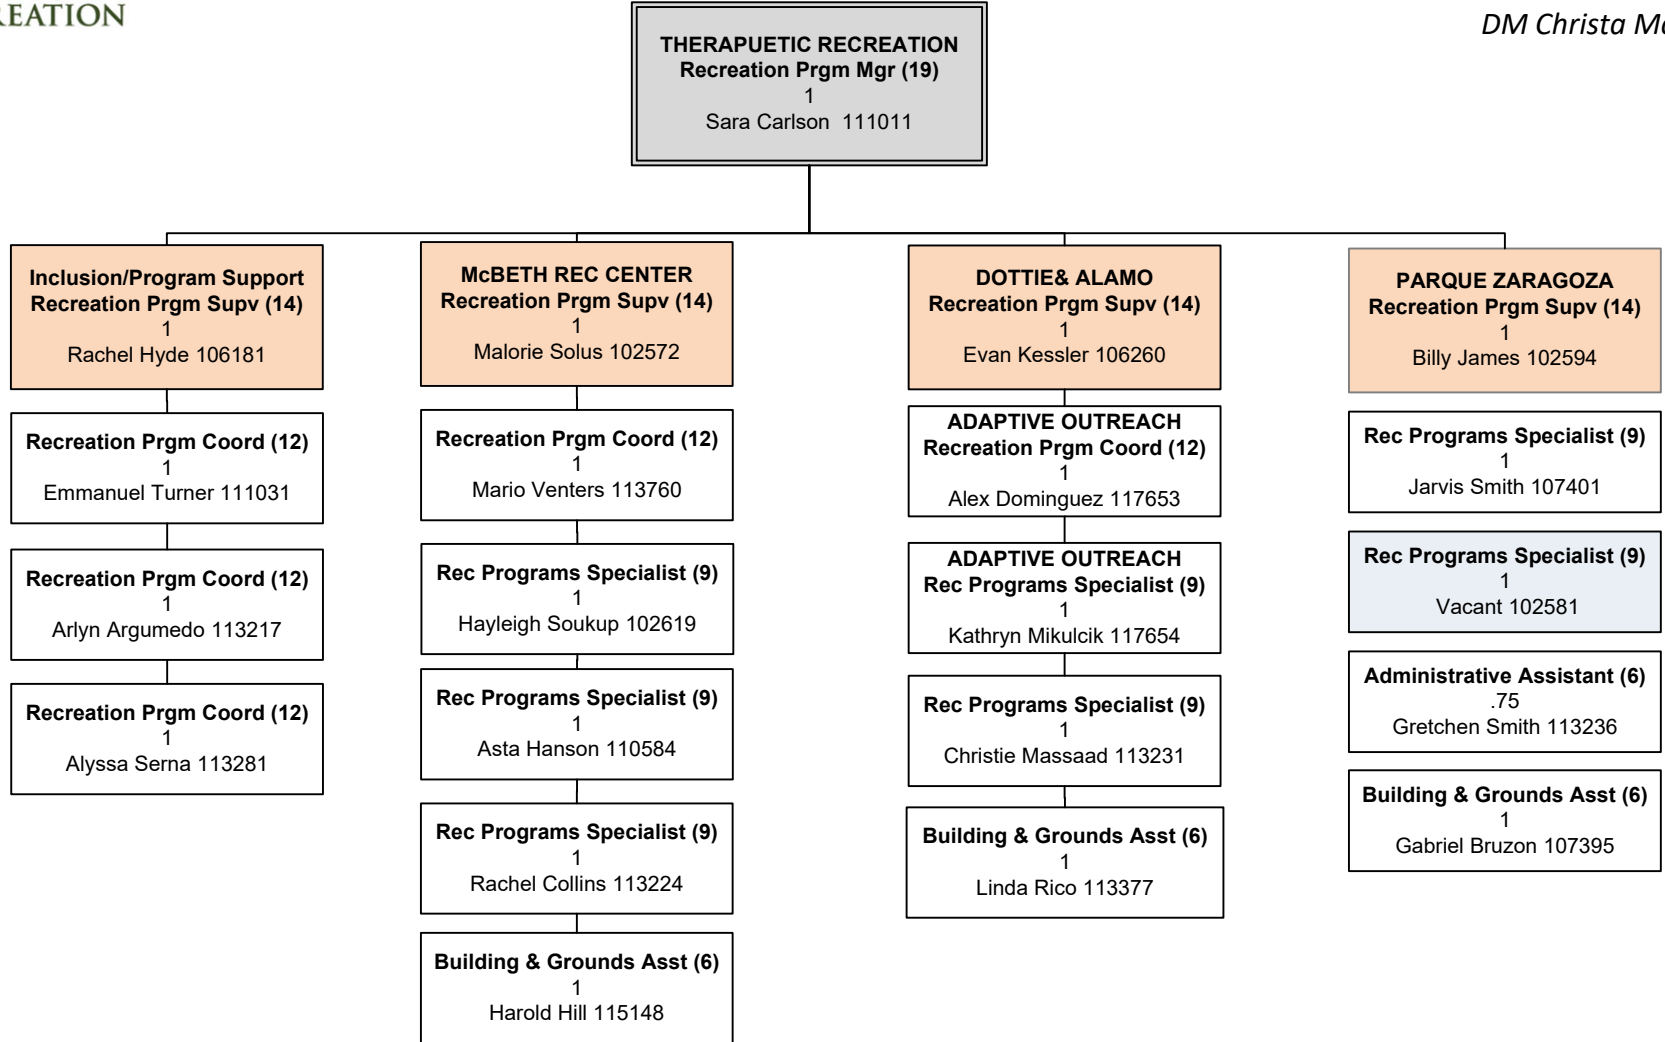 THERAPUETIC RECREATION
Recreation Prgm Mgr (19)
1
Sara Carlson 111011
DM Christa
Inclusion/Program Support
Recreation Prgm Supv (14)
1
Rachel Hyde 106181
Recreation Prgm Coord (12)
1
Emmanuel Turner 111031
Recreation Prgm Coord (12)
1
Arlyn Argumedo 113217
Recreation Prgm Coord (12)
1
Alyssa Serna 113281
McBETH REC CENTER
Recreation Prgm Supv (14)
1
Malorie Solus 102572
Recreation Prgm Coord (12)
1
Mario Venters 113760
Rec Programs Specialist (9)
1
Hayleigh Soukup 102619
Rec Programs Specialist (9)
1
Asta Hanson 110584
Rec Programs Specialist (9)
1
Rachel Collins 113224
Building & Grounds Asst (6)
1
Harold Hill 115148
DOTTIE& ALAMO
Recreation Prgm Supv (14)
1
Evan Kessler 106260
ADAPTIVE OUTREACH
Recreation Prgm Coord (12)
1
Alex Dominguez 117653
ADAPTIVE OUTREACH
Rec Programs Specialist (9)
1
Kathryn Mikulcik 117654
Rec Programs Specialist (9)
1
Christie Massaad 113231
Building & Grounds Asst (6)
1
Linda Rico 113377
PARQUE ZARAGOZA
Recreation Prgm Supv (14)
1
Billy James 102594
Rec Programs Specialist (9)
1
Jarvis Smith 107401
Rec Programs Specialist (9)
1
Vacant 102581
Administrative Assistant (6)
.75
Gretchen Smith 113236
Building & Grounds Asst (6)
1
Gabriel Bruzon 107395